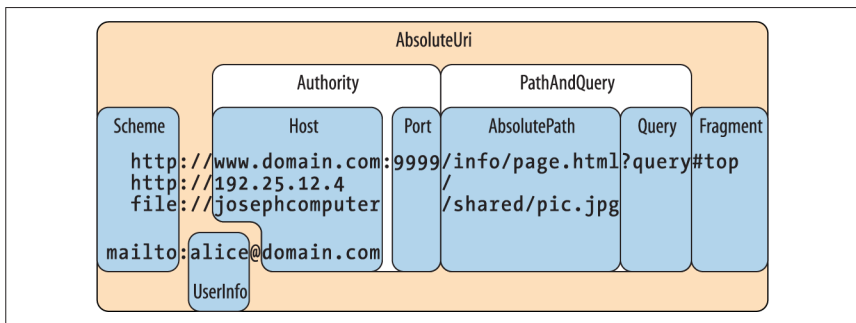 AbsoluteUri
Authority PathAndQuery
Scheme Host Port AbsolutePath Query Fragment
http://www.domain.com:9999/info/page.html?query#top
http://192.25.12.4 /
file://josephcomputer /shared/pic.jpg
mailto:alice@domain.com
UserInfo